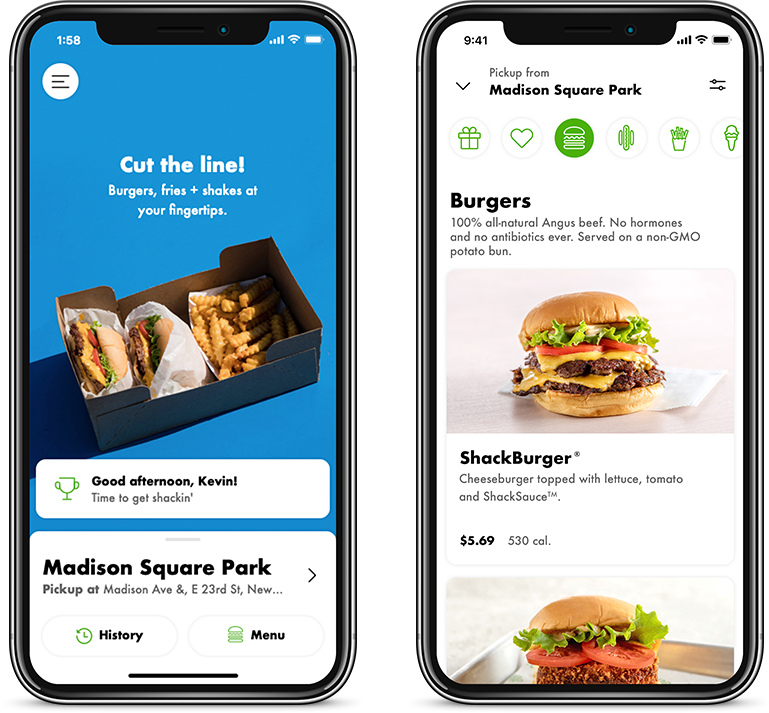 1:58
Cut the line!
Burgers, fries + shakes at
your fingertips.
Good afternoon, Kevin!
Time to get shackin'
Madison Square Park
Pickup at Madison Ave &, E 23rd St, New...
History
Menu
9:41
Pickup from
Madison Square Park
Burgers
100% all-natural Angus beef. No hormones
and no antibiotics ever. Served on a non-GMO
potato bun.
ShackBurger®
Cheeseburger topped with lettuce, tomato
and ShackSauce™.
$5.69 530 cal.